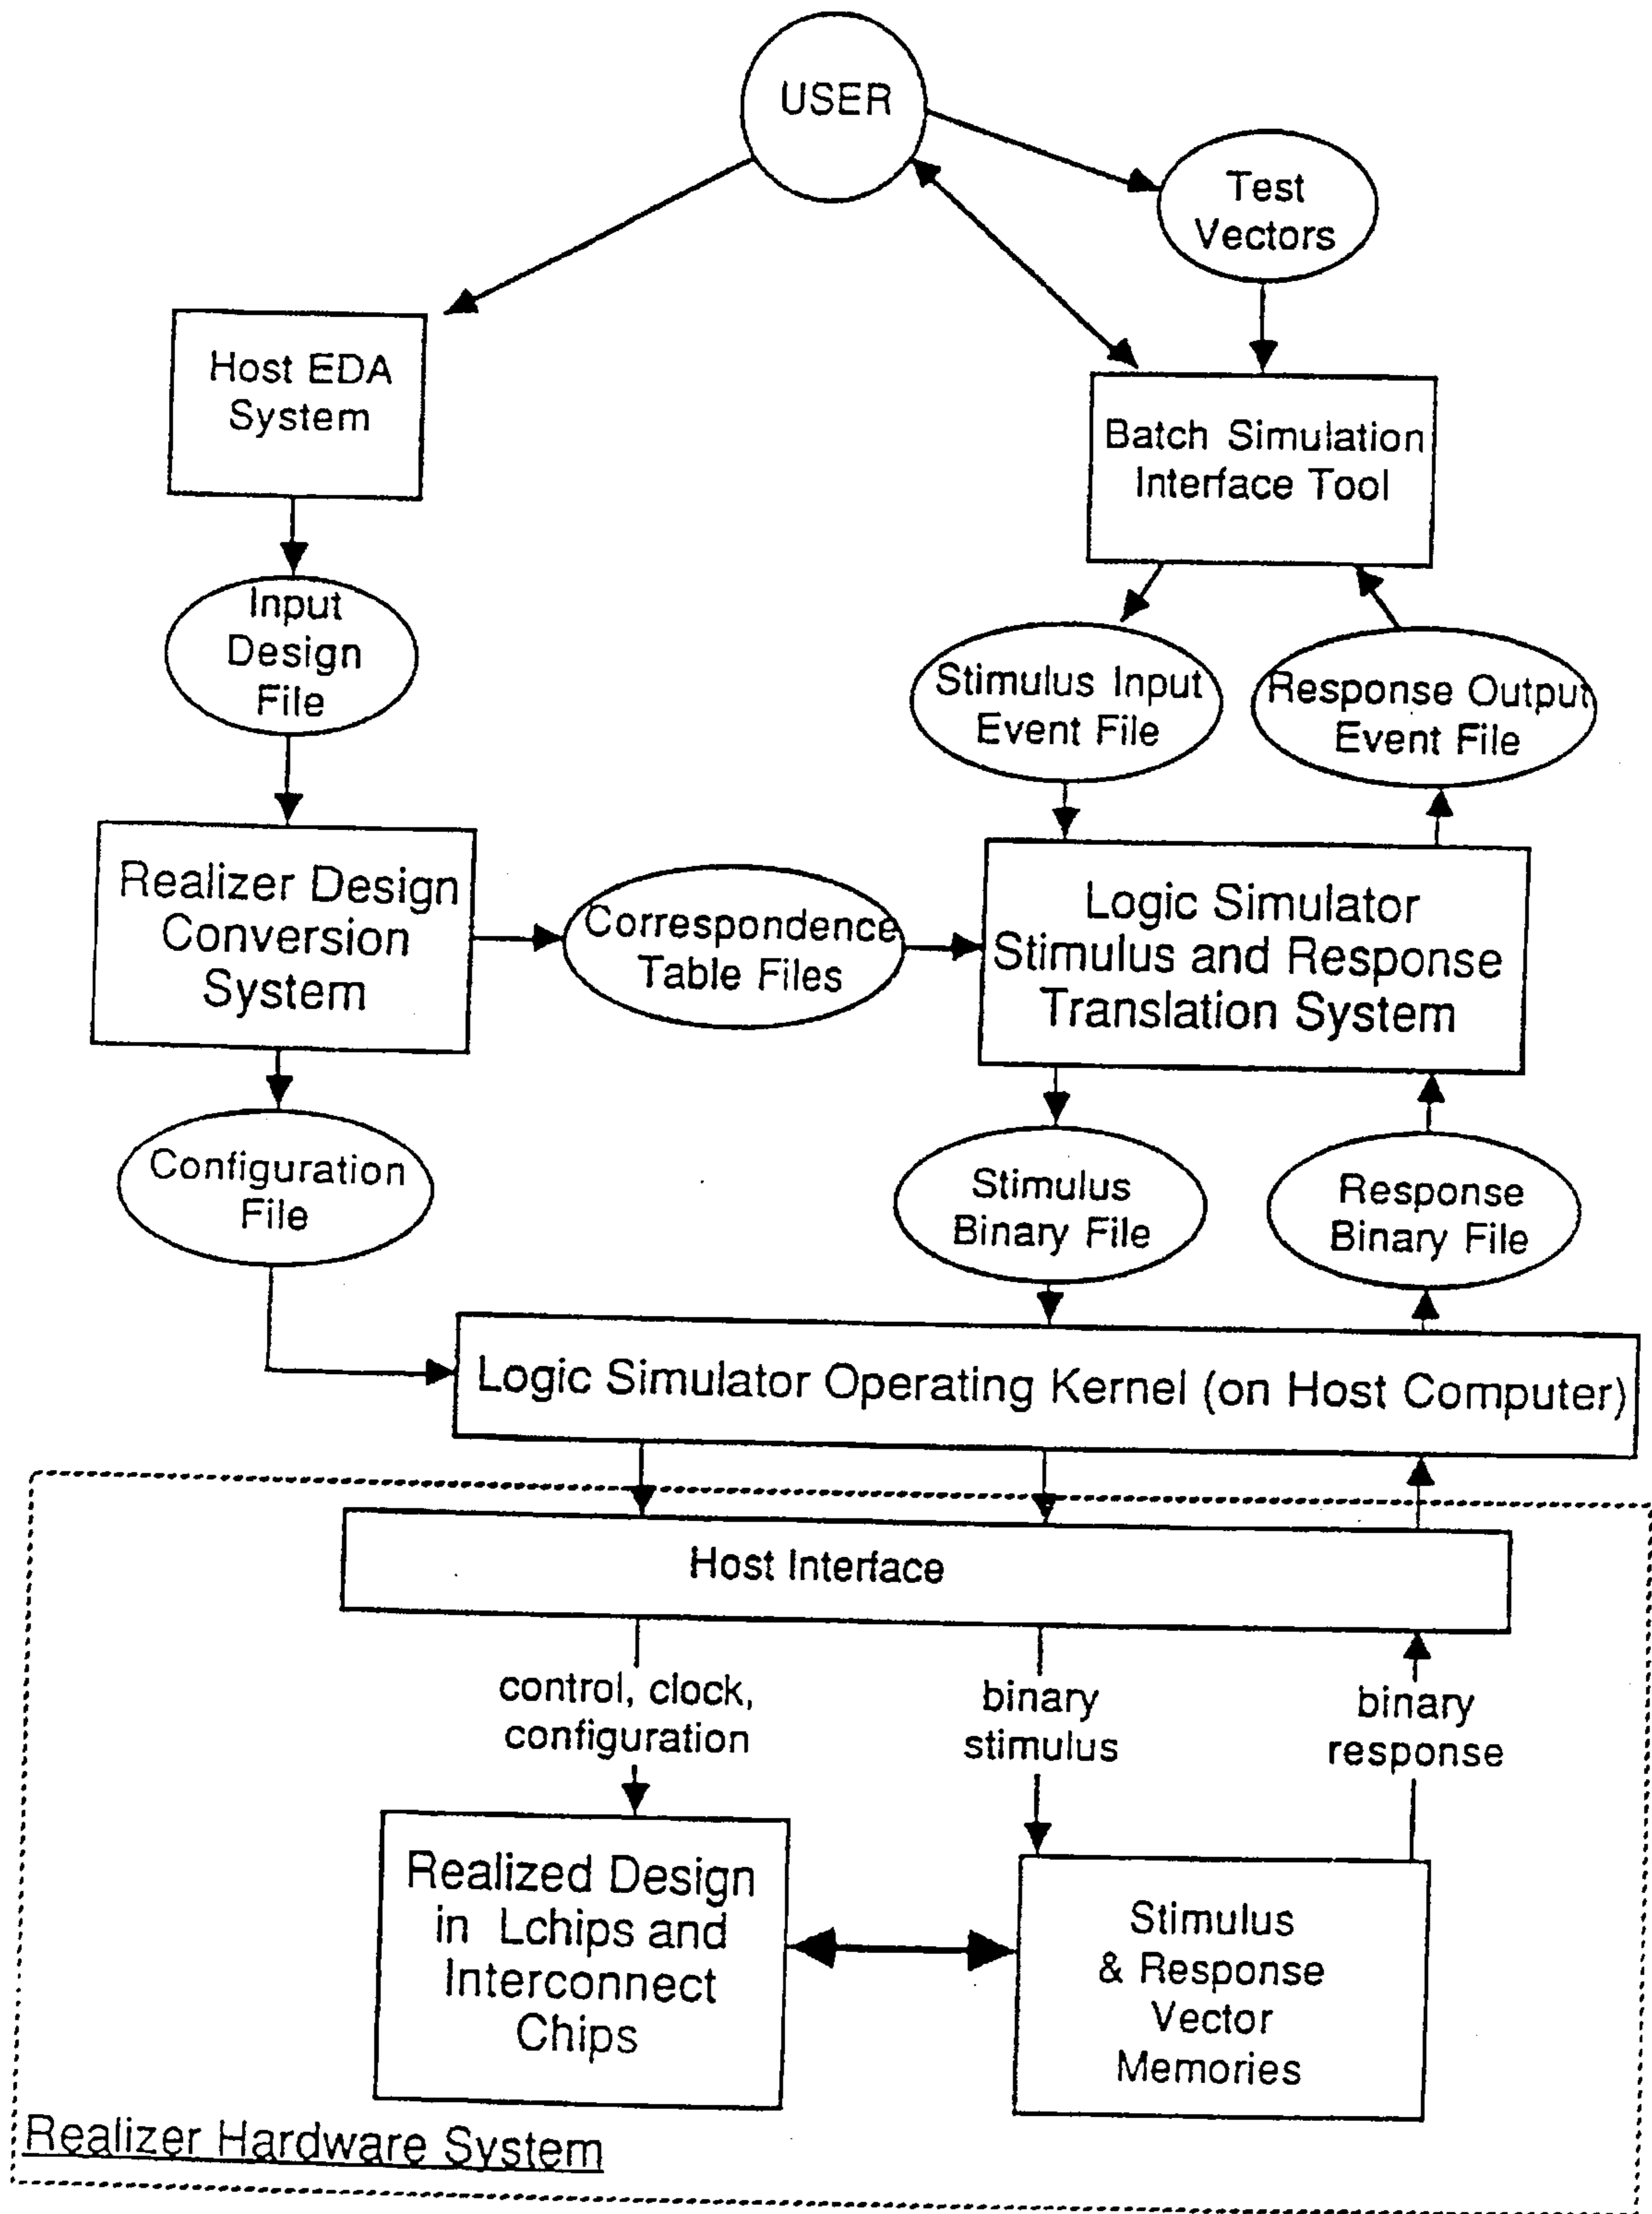 USER
Test
Vectors
Host EDA
System
Batch Simulation
Interface Tool
Input
Design
File
Stimulus Input
Event File
Response Output
Event File
Realizer Design
Conversion
System
Correspondence
Table Files
Logic Simulator
Stimulus and Response
Translation System
Configuration
File
Stimulus
Binary File
Response
Binary File
Logic Simulator Operating Kernel (on Host Computer)
Host Interface
control, clock,
configuration
binary
stimulus
binary
response
Realized Design
in Lchips and
Interconnect
Chips
Stimulus
& Response
Vector
Memories
Realizer Hardware System